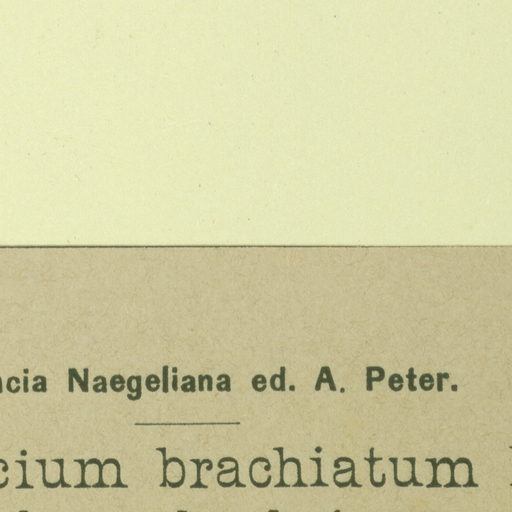 cia Naegeliana ed. A. Peter.
cium brachiatum